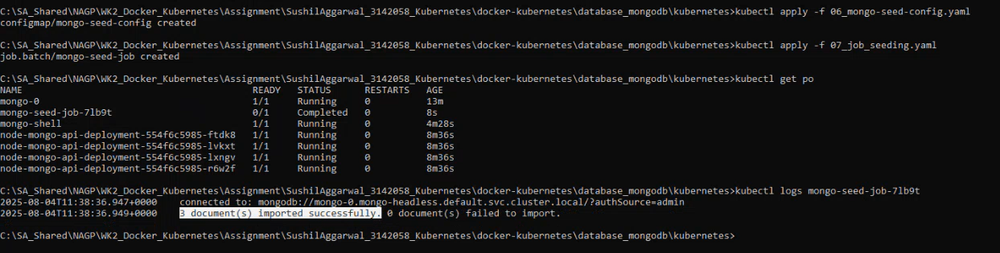 C:\SA_Shared\NAGP\WK2_Docker_Kubernetes\Assignment\SushilAggarwal_3142058_Kubernetes\docker-kubernetes\database_mongodb\kubernetes>kubectl apply -f 06_mongo-seed-config.yaml
configmap/mongo-seed-config created
C:\SA_Shared\NAGP\WK2_Docker_Kubernetes\Assignment\SushilAggarwal_3142058_Kubernetes\docker-kubernetes\database_mongodb\kubernetes>kubectl apply -f 07_job_seeding.yaml
job.batch/mongo-seed-job created
C:\SA_Shared\NAGP\WK2_Docker_Kubernetes\Assignment\SushilAggarwal_3142058_Kubernetes\docker-kubernetes\database_mongodb\kubernetes>kubectl get po
NAME READY STATUS RESTARTS AGE
mongo-0 1/1 Running 0 13m
mongo-seed-job-7lb9t 0/1 Completed 0 8s
mongo-shell 1/1 Running 0 4m28s
node-mongo-api-deployment-554f6c5985-ftdk8 1/1 Running 0 8m36s
node-mongo-api-deployment-554f6c5985-lvkxt 1/1 Running 0 8m36s
node-mongo-api-deployment-554f6c5985-lxngv 1/1 Running 0 8m36s
node-mongo-api-deployment-554f6c5985-r6w2f 1/1 Running 0 8m36s
C:\SA_Shared\NAGP\WK2_Docker_Kubernetes\Assignment\SushilAggarwal_3142058_Kubernetes\docker-kubernetes\database_mongodb\kubernetes>kubectl logs mongo-seed-job-7lb9t
2025-08-04T11:38:36.947+0000 connected to: mongodb://mongo-0.mongo-headless.default.svc.cluster.local/?authSource=admin
2025-08-04T11:38:36.949+0000 3 document(s) imported successfully. 0 document(s) failed to import.
C:\SA_Shared\NAGP\WK2_Docker_Kubernetes\Assignment\SushilAggarwal_3142058_Kubernetes\docker-kubernetes\database_mongodb\kubernetes>